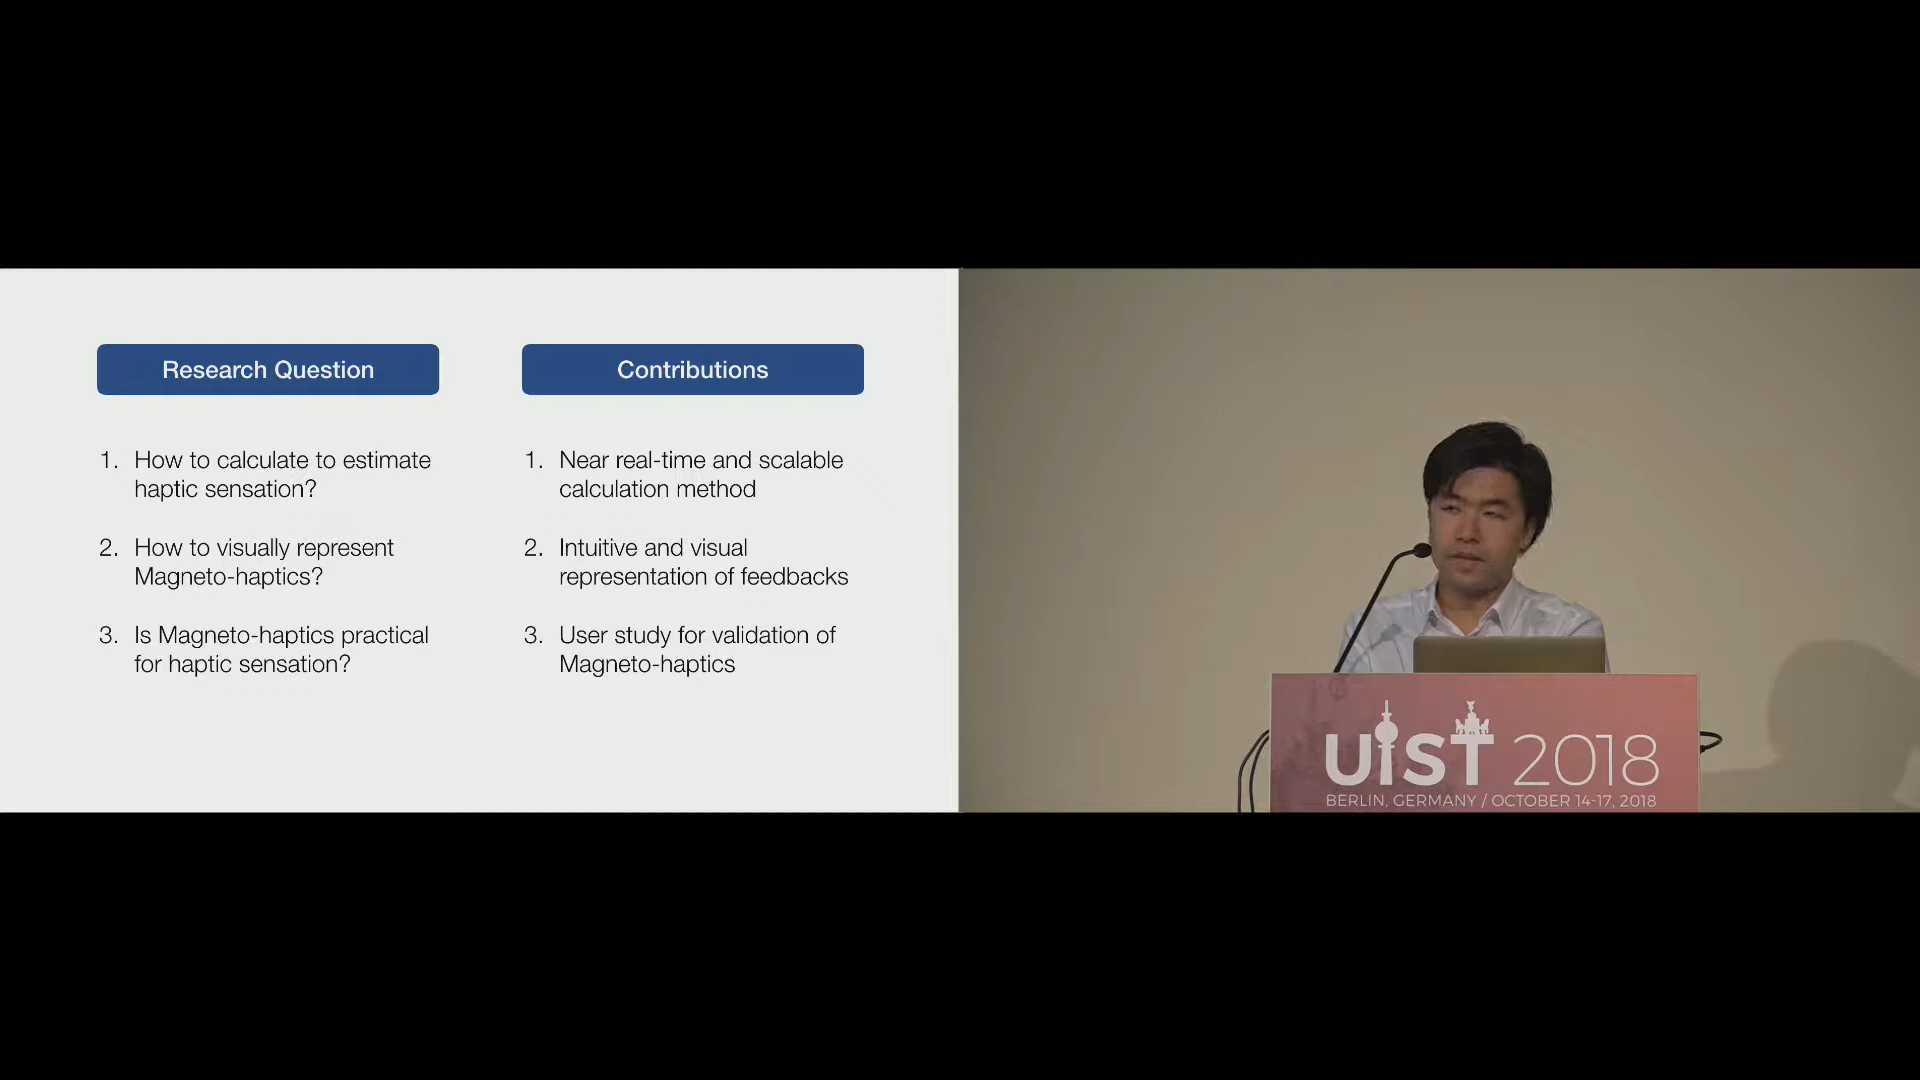 Research Question
1. How to calculate to estimate
haptic sensation?
2. How to visually represent
Magneto-haptics?
3. Is Magneto-haptics practical
for haptic sensation?
Contributions
1. Near real-time and scalable
calculation method
2. Intuitive and visual
representation of feedbacks
3. User study for validation of
Magneto-haptics
UIST 2018
BERLIN, GERMANY / OCTOBER 14-17, 2018